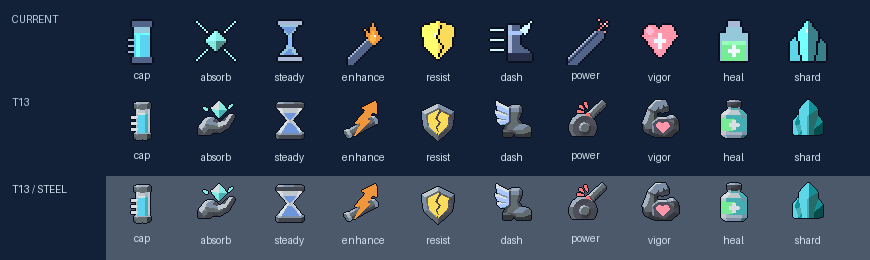 CURRENT
cap absorb steady enhance resist dash power vigor heal shard
T13
cap absorb steady enhance resist dash power vigor heal shard
T13 / STEEL
cap absorb steady enhance resist dash power vigor heal shard